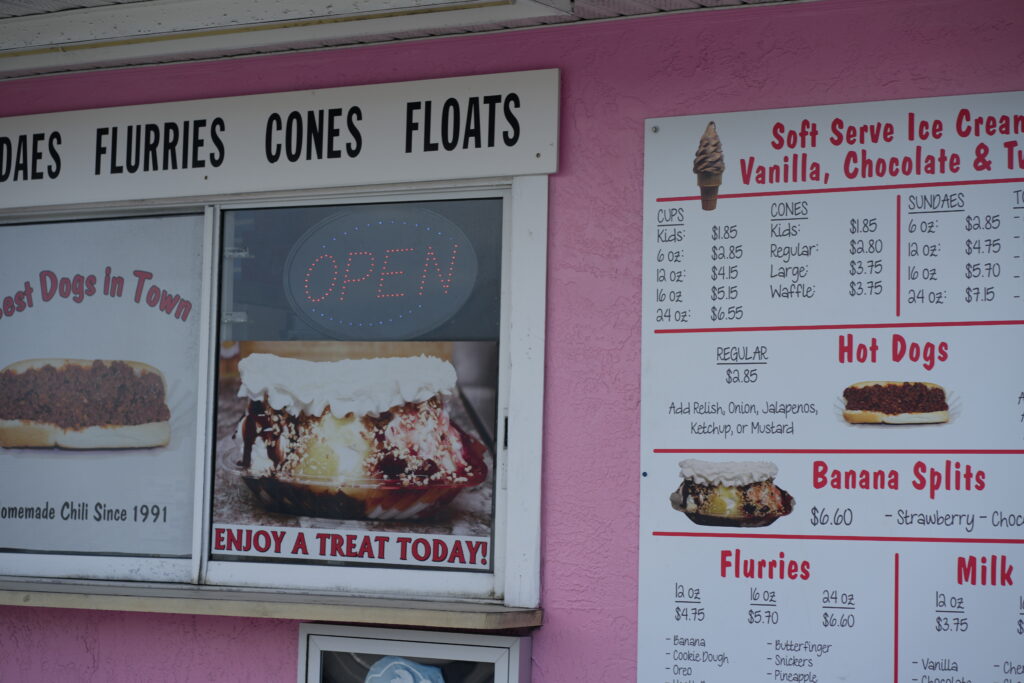 DAES FLURRIES CONES FLOATS
est Dogs in Town
omemade Chili Since 1991
OPEN
ENJOY A TREAT TODAY!
Soft Serve Ice Cream
Vanilla, Chocolate & Tw
CUPS
Kids: $1.85
6 oz: $2.85
12 oz: $4.15
16 oz $5.15
24 oz: $6.55
CONES
Kids: $1.85
Regular: $2.80
Large: $3.75
Waffle: $3.75
SUNDAES
6 oz: $2.85
12 oz: $4.75
16 oz $5.70
24 oz: $7.15
Hot Dogs
REGULAR
$2.85
Add Relish, Onion, Jalapenos,
Ketchup, or Mustard
Banana Splits
$6.60 - Strawberry - Choc
Flurries
12 oz 16 oz 24 oz
$4.75 $5.70 $6.60
- Banana
- Cookie Dough
- Oreo
- Butterfinger
- Snickers
- Pineapple
Milk
12 oz
$3.75
- Vanilla
- Chocolate